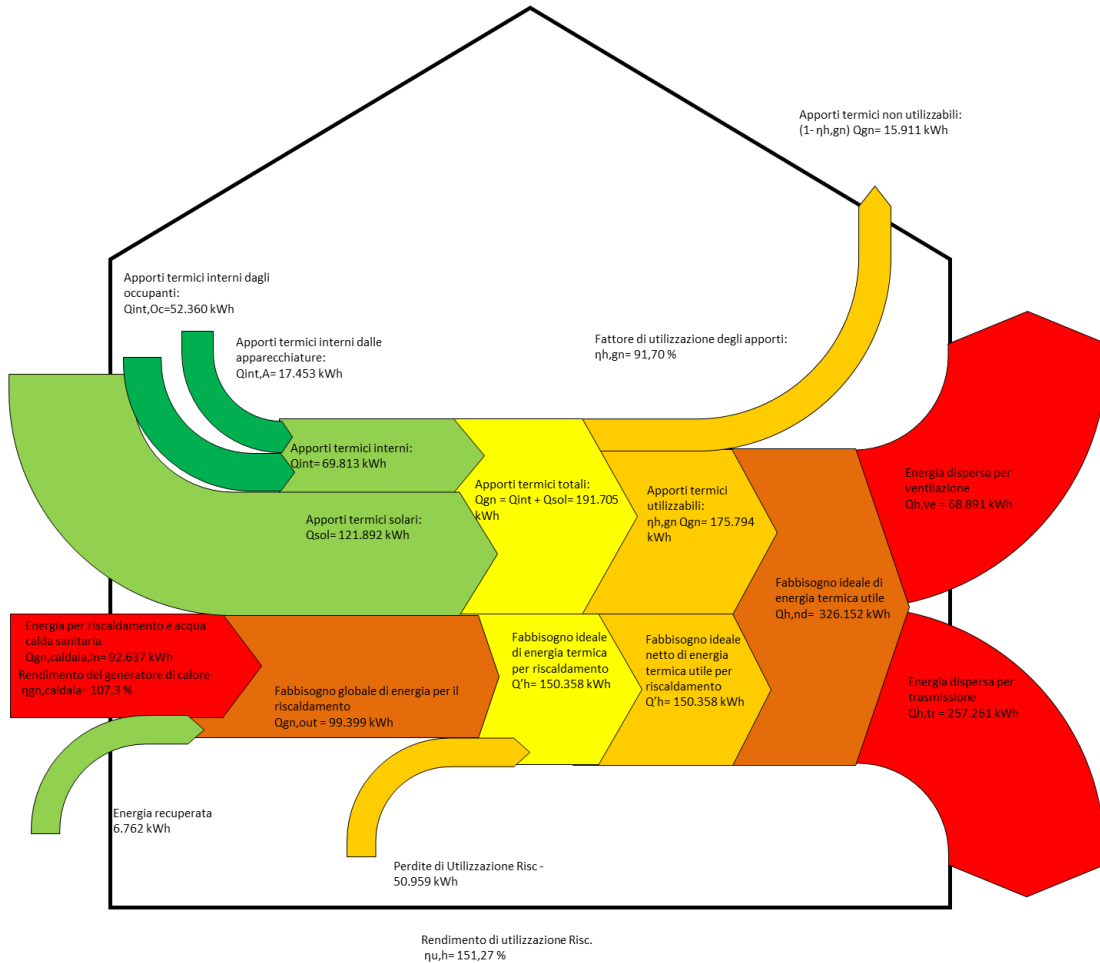 Apporti termici non utilizzabili:
(1- ηh,gn) Qgn= 15.911 kWh
Apporti termici interni dagli
occupanti:
Qint,Oc=52.360 kWh
Apporti termici interni dalle
apparecchiature:
Qint,A= 17.453 kWh
Fattore di utilizzazione degli apporti:
ηh,gn= 91,70 %
Apporti termici interni:
Qint= 69.813 kWh
Apporti termici totali:
Qgn = Qint + Qsol= 191.705
kWh
Apporti termici
utilizzabili:
ηh,gn Qgn= 175.794
kWh
Energia dispersa per
ventilazione
Qh,ve = 68.891 kWh
Apporti termici solari:
Qsol= 121.892 kWh
Fabbisogno ideale di
energia termica utile
Qh,nd= 326.152 kWh
Energia per riscaldamento e acqua
calda sanitaria
Qgn,caldaia,in= 92.637 kWh
Rendimento del generatore di calore
ηgn,caldaia= 107,3 %
Fabbisogno globale di energia per il
riscaldamento
Qgn,out = 99.399 kWh
Fabbisogno ideale
di energia termica
per riscaldamento
Q'h= 150.358 kWh
Fabbisogno ideale
netto di energia
termica utile per
riscaldamento
Q'h= 150.358 kWh
Energia dispersa per
trasmissione
Qh,tr = 257.261 kWh
Energia recuperata
6.762 kWh
Perdite di Utilizzazione Risc -
50.959 kWh
Rendimento di utilizzazione Risc.
ηu,h= 151,27 %